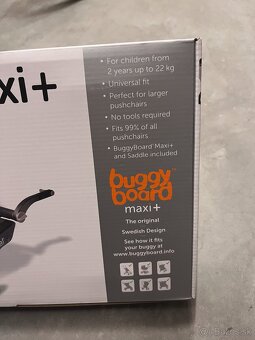 xi+
• For children from
2 years up to 22 kg
• Universal fit
• Perfect for larger
pushchairs
• No tools required
• Fits 99% of all
pushchairs
• BuggyBoard Maxi+
and Saddle included
buggy
board
maxi+
The original
Swedish Design
See how it fits
your buggy at
www.buggyboard.info